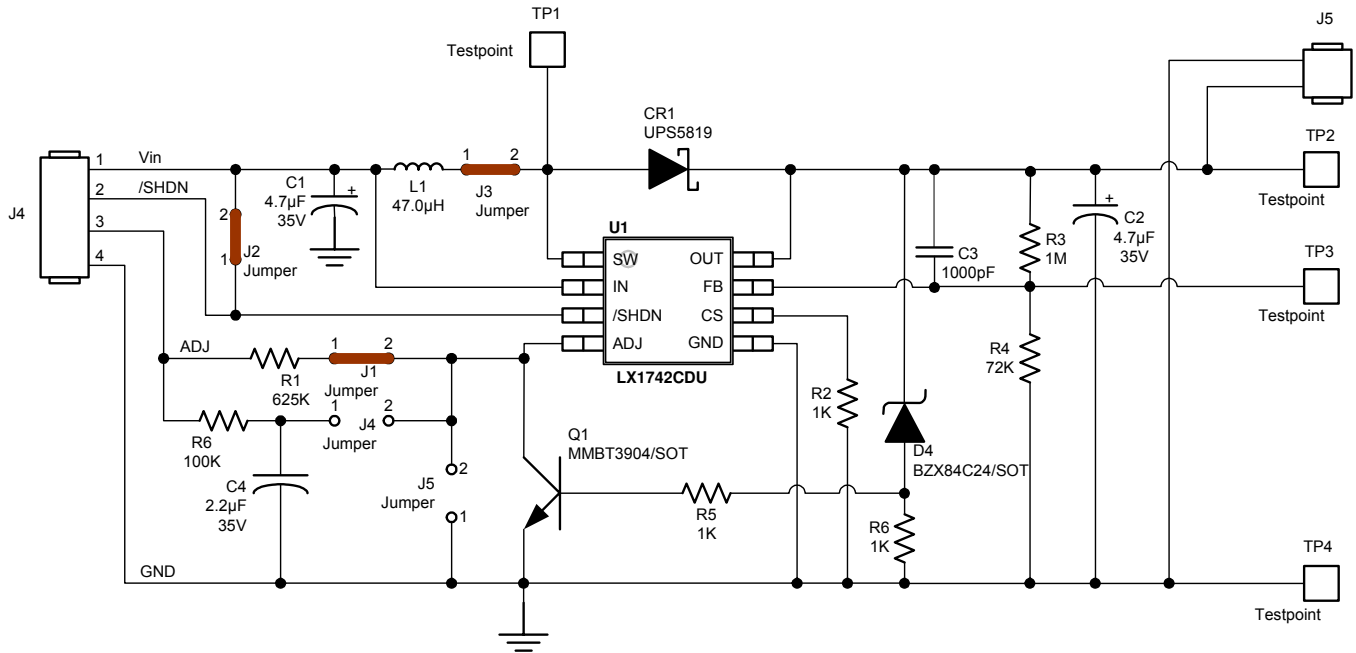 TP1
Testpoint
J5
CR1
UPS5819
TP2
Testpoint
J4
1
Vin
2
/SHDN
3
4
C1
4.7µF
35V
+
L1
47.0µH
1
2
J3
Jumper
2
1
J2
Jumper
U1
SW
IN
/SHDN
ADJ
OUT
FB
CS
GND
LX1742CDU
C3
1000pF
R3
1M
+
C2
4.7µF
35V
TP3
Testpoint
ADJ
R1
625K
1
2
J1
Jumper
R6
100K
1
2
J4
Jumper
C4
2.2µF
35V
J5
Jumper
2
1
Q1
MMBT3904/SOT
R2
1K
R4
72K
D4
BZX84C24/SOT
R5
1K
R6
1K
GND
TP4
Testpoint